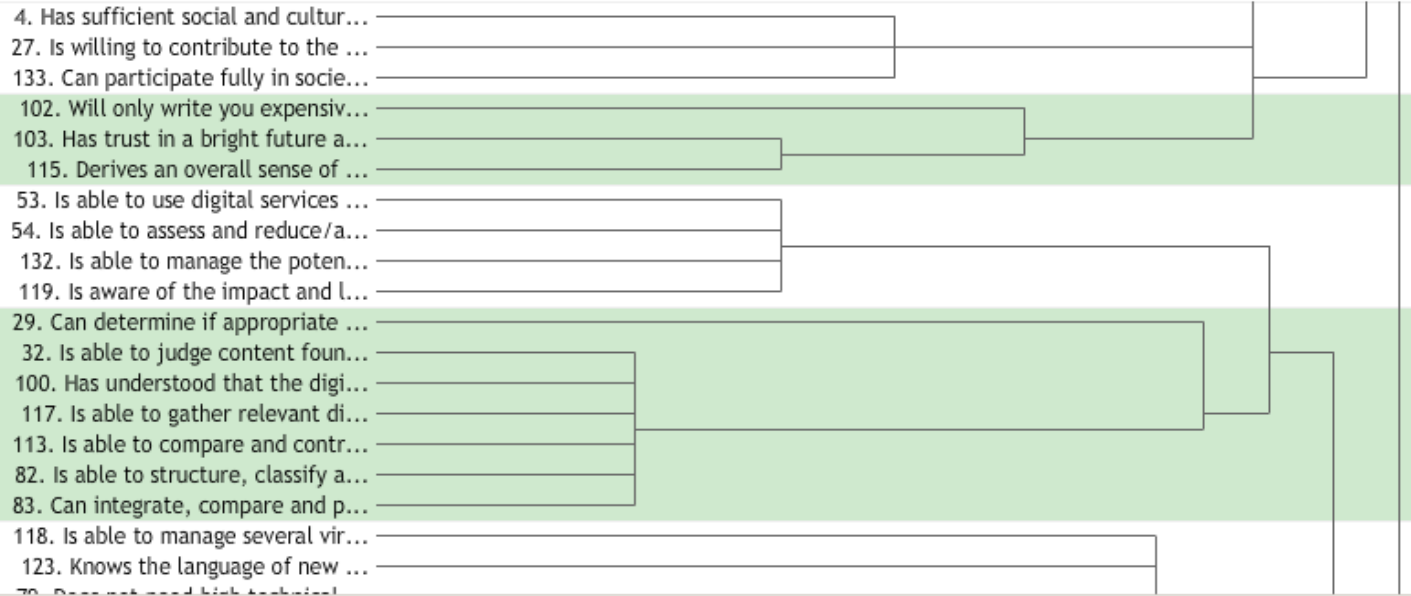 4. Has sufficient social and cultur...
27. Is willing to contribute to the ...
133. Can participate fully in socie...
102. Will only write you expensiv...
103. Has trust in a bright future a...
115. Derives an overall sense of ...
53. Is able to use digital services ...
54. Is able to assess and reduce/a...
132. Is able to manage the poten...
119. Is aware of the impact and l...
29. Can determine if appropriate ...
32. Is able to judge content foun...
100. Has understood that the digi...
117. Is able to gather relevant di...
113. Is able to compare and contr...
82. Is able to structure, classify a...
83. Can integrate, compare and p...
118. Is able to manage several vir...
123. Knows the language of new ...